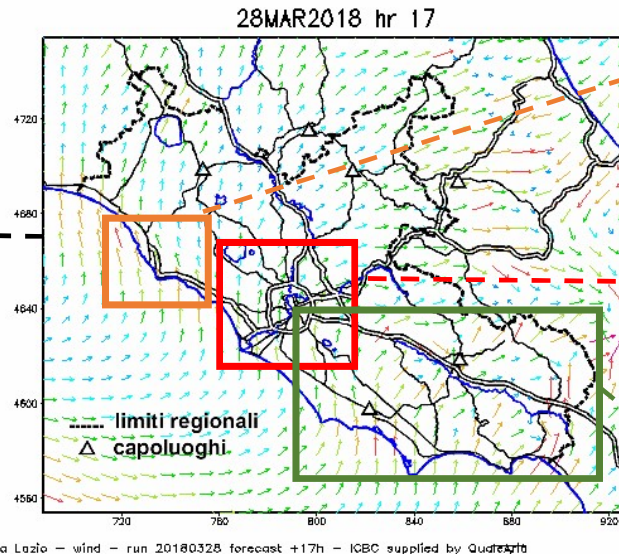 28MAR2018 hr 17
4720
4680
4640
4600
4560
limiti regionali
capoluoghi
720 760 800 840 880 920
a Lazio – wind – run 20180328 forecast +17h – ICBC supplied by